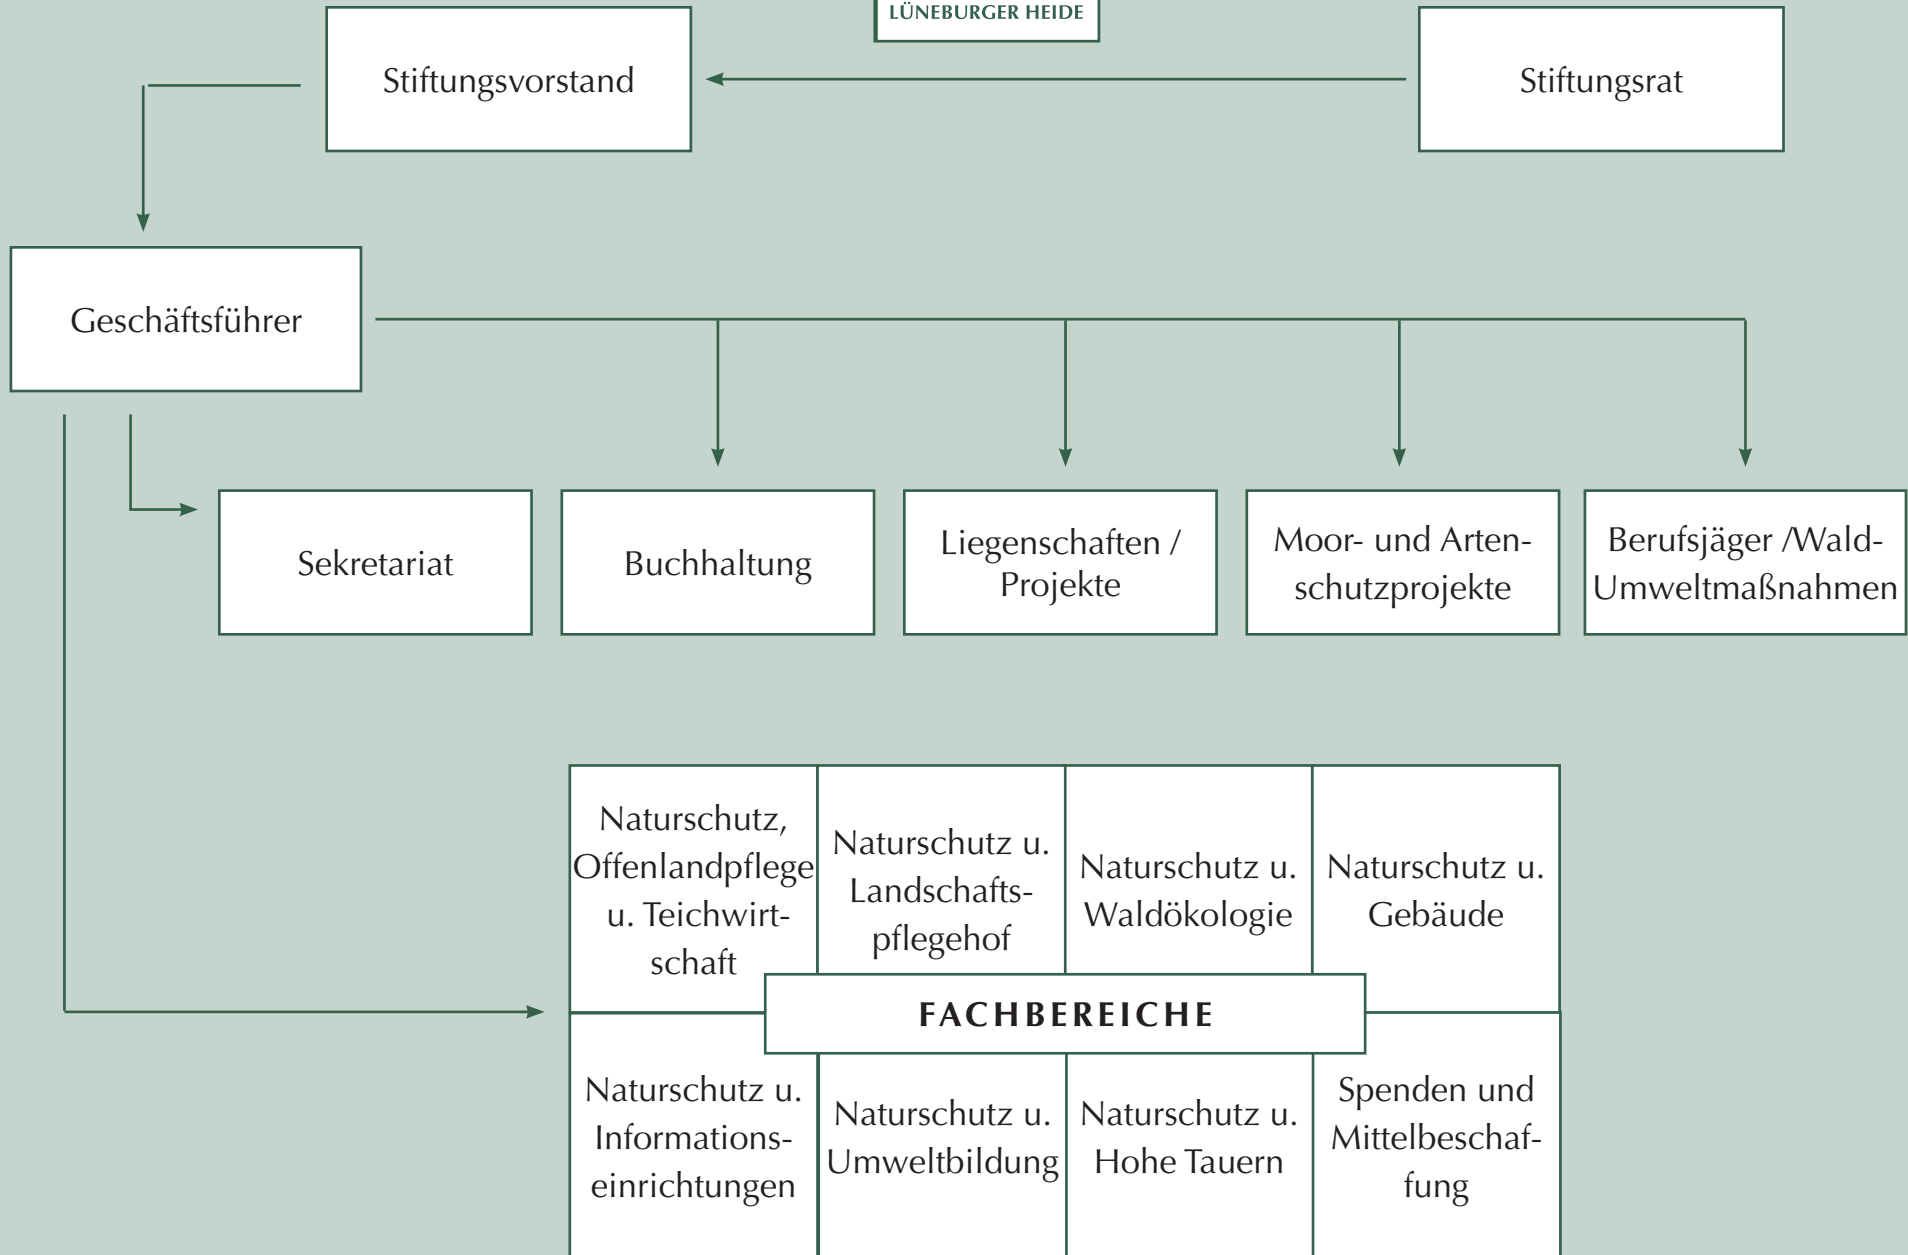 LÜNEBURGER HEIDE
Stiftungsvorstand
Stiftungsrat
Geschäftsführer
Sekretariat
Buchhaltung
Liegenschaften /
Projekte
Moor- und Arten-
schutzprojekte
Berufsjäger /Wald-
Umweltmaßnahmen
Naturschutz,
Offenlandpflege
u. Teichwirt-
schaft
Naturschutz u.
Landschafts-
pflegehof
Naturschutz u.
Waldökologie
Naturschutz u.
Gebäude
FACHBEREICHE
Naturschutz u.
Informations-
einrichtungen
Naturschutz u.
Umweltbildung
Naturschutz u.
Hohe Tauern
Spenden und
Mittelbeschaf-
fung